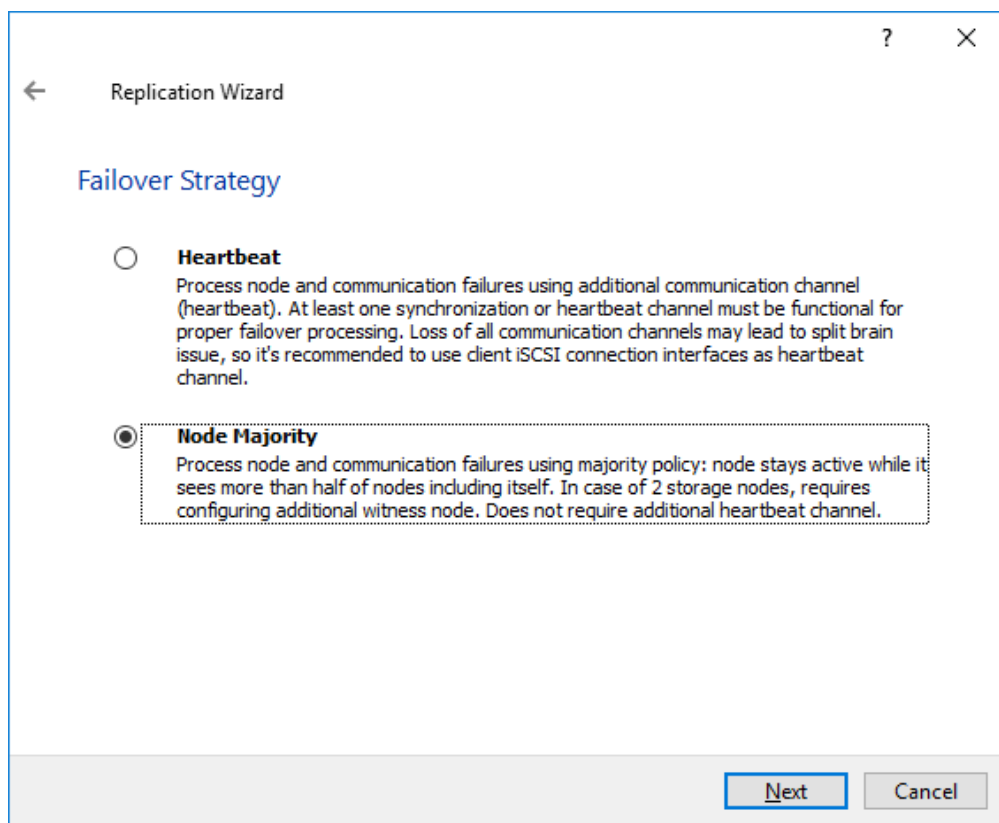 ?
Replication Wizard
Failover Strategy
Heartbeat
Process node and communication failures using additional communication channel
(heartbeat). At least one synchronization or heartbeat channel must be functional for
proper failover processing. Loss of all communication channels may lead to split brain
issue, so it's recommended to use client iSCSI connection interfaces as heartbeat
channel.
Node Majority
Process node and communication failures using majority policy: node stays active while it
sees more than half of nodes including itself. In case of 2 storage nodes, requires
configuring additional witness node. Does not require additional heartbeat channel.
Next
Cancel